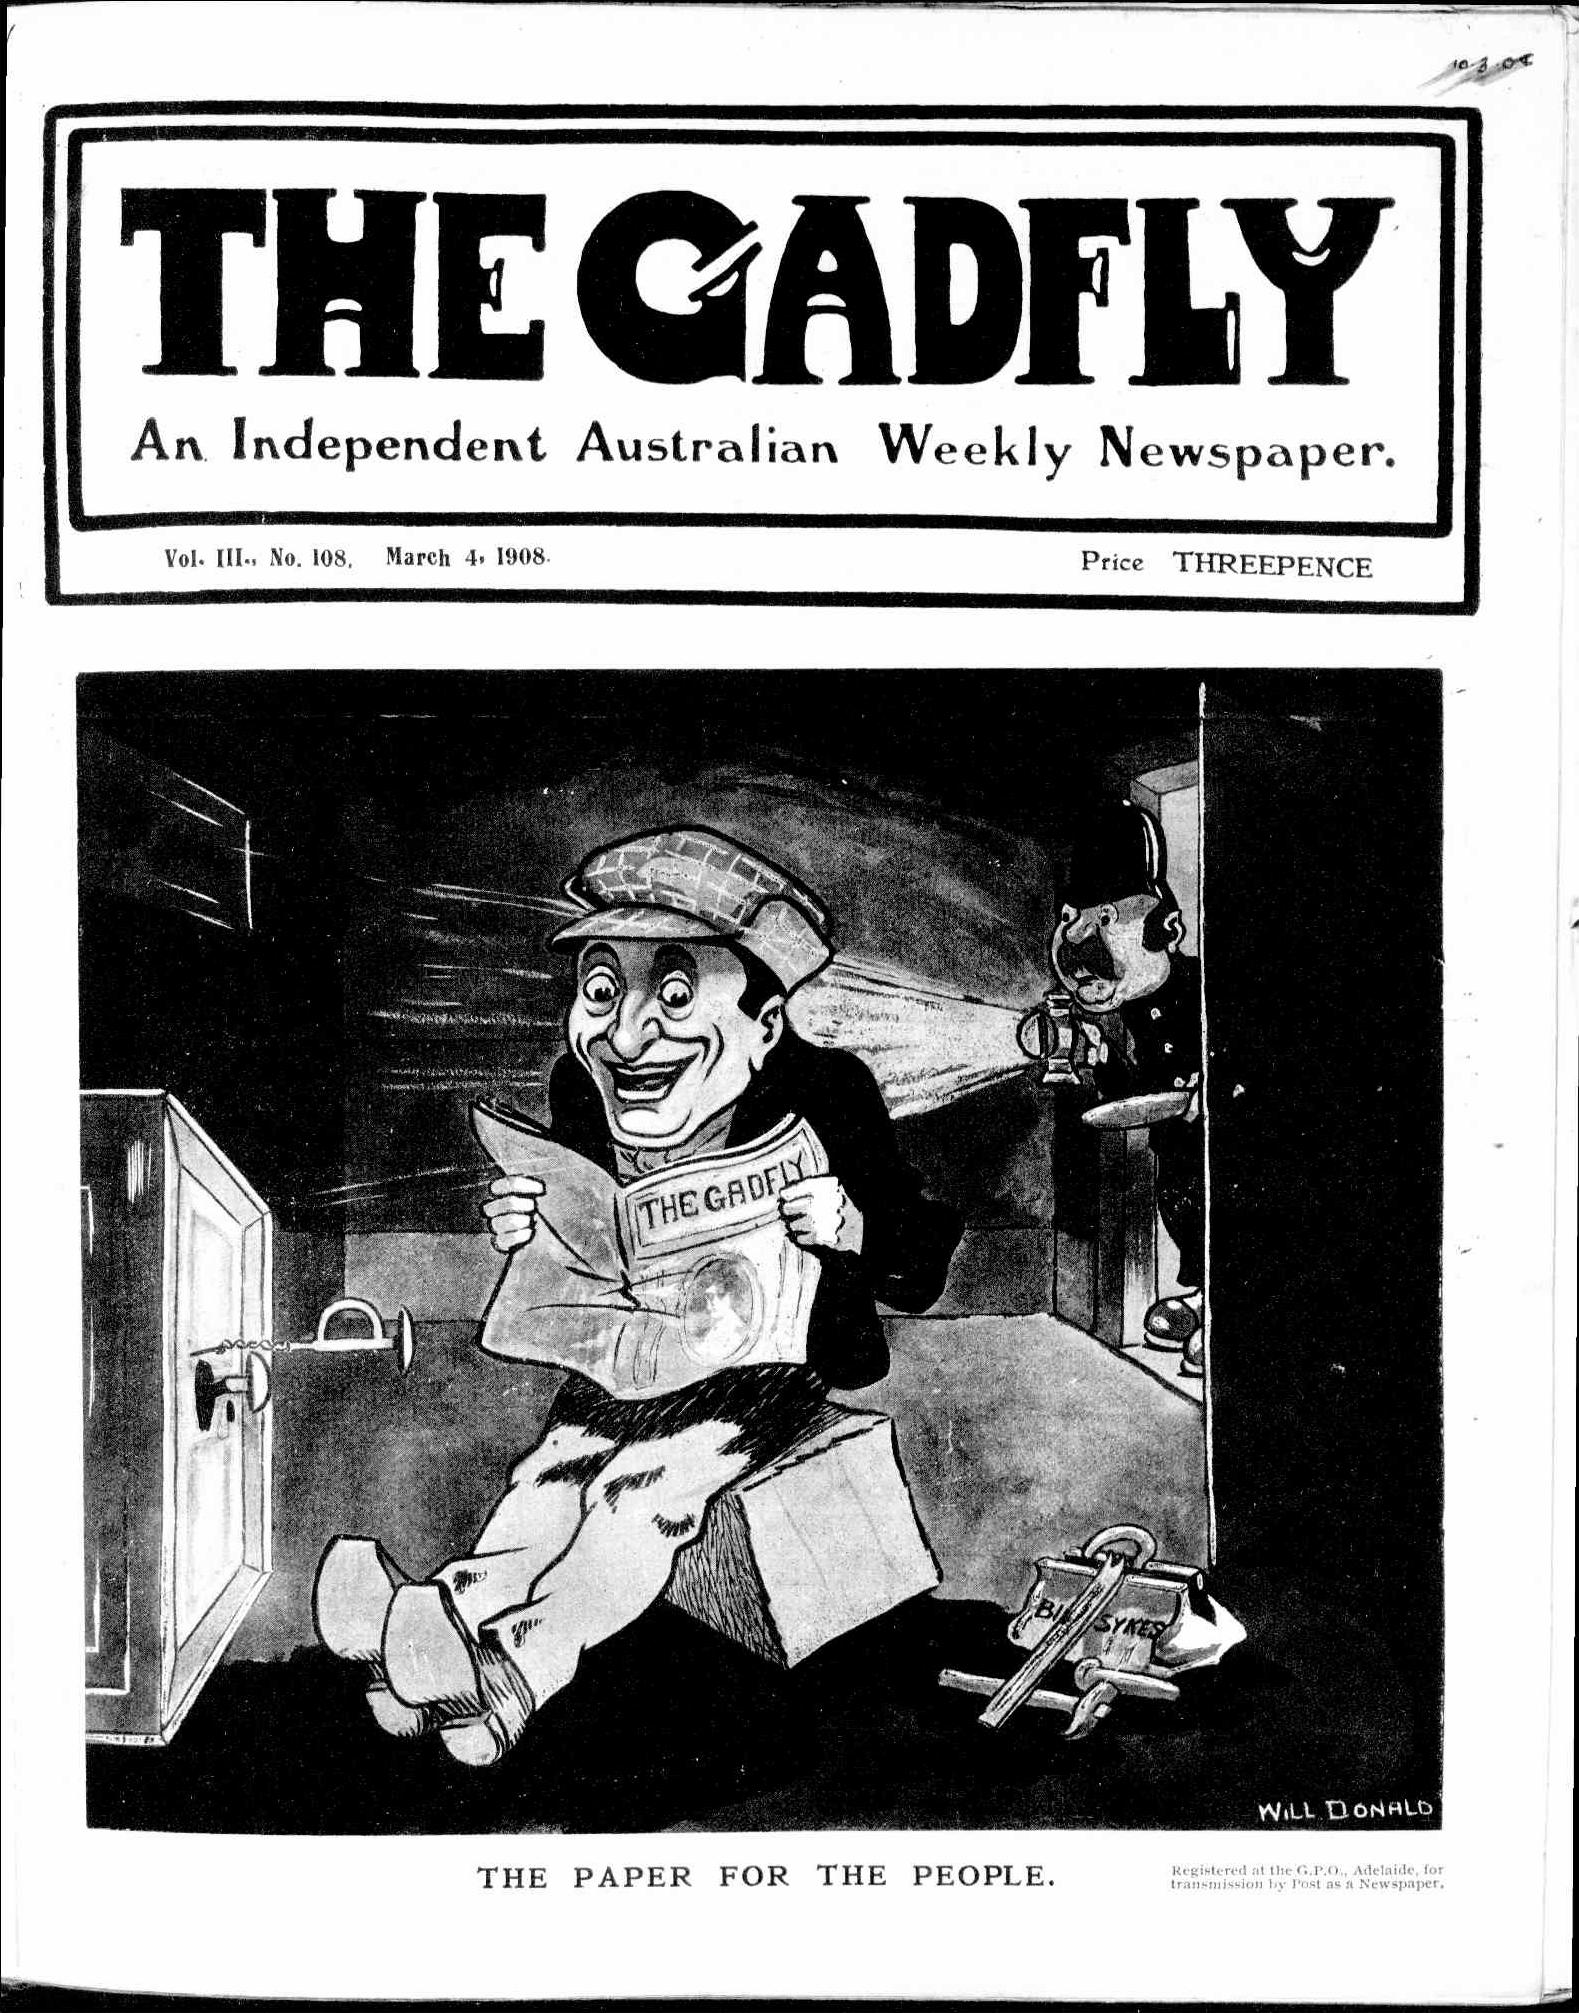 10 3 08
THE GADFLY
An Independent Australian Weekly Newspaper.
Vol. III., No. 108. March 4, 1908.
Price THREEPENCE
THE GADFLY
BILL SYKES
WILL DONALD
THE PAPER FOR THE PEOPLE.
Registered at the G.P.O., Adelaide, for
transmission by Post as a Newspaper.